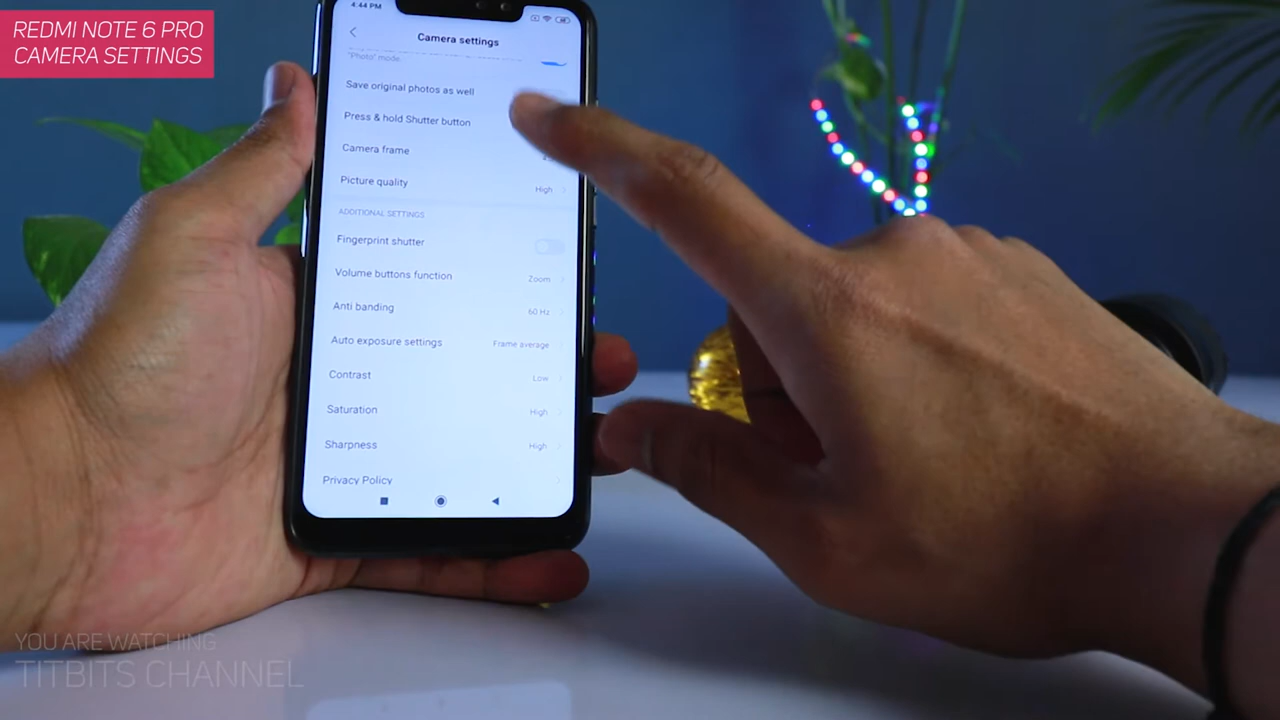 REDMI NOTE 6 PRO
CAMERA SETTINGS
4:44 PM
Camera settings
"Photo" mode.
Save original photos as well
Press & hold Shutter button
Camera frame
Picture quality High
ADDITIONAL SETTINGS
Fingerprint shutter
Volume buttons function Zoom
Anti banding 60 Hz
Auto exposure settings Frame average
Contrast Low
Saturation High
Sharpness High
Privacy Policy
YOU ARE WATCHING
TITBITS CHANNEL